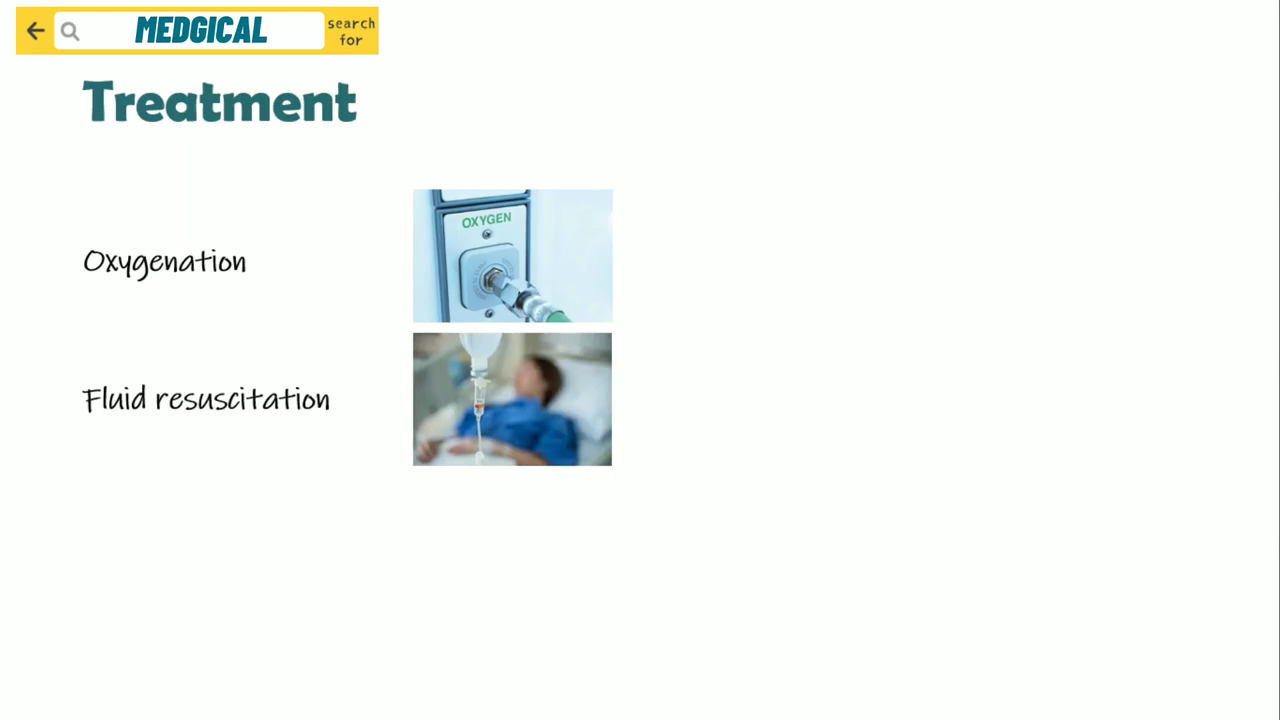 MEDGICAL
search
for
Treatment
OXYGEN
Oxygenation
Fluid resuscitation